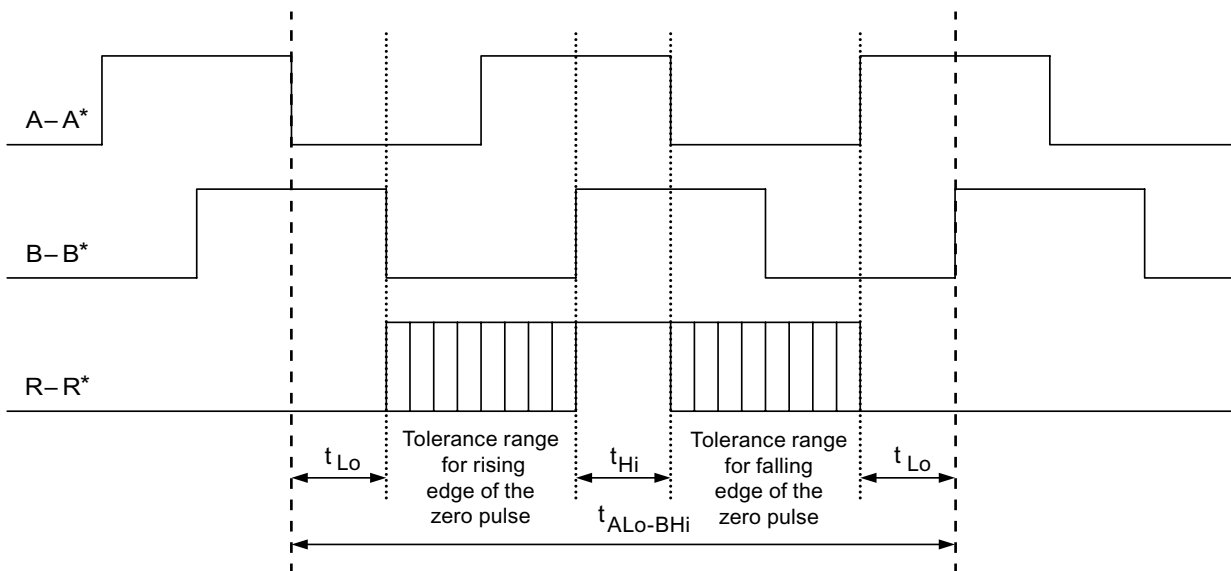 A–A*
B–B*
R–R*
t Lo
Tolerance range
for rising
edge of the
zero pulse
t Hi
Tolerance range
for falling
edge of the
zero pulse
t Lo
t ALo-BHi